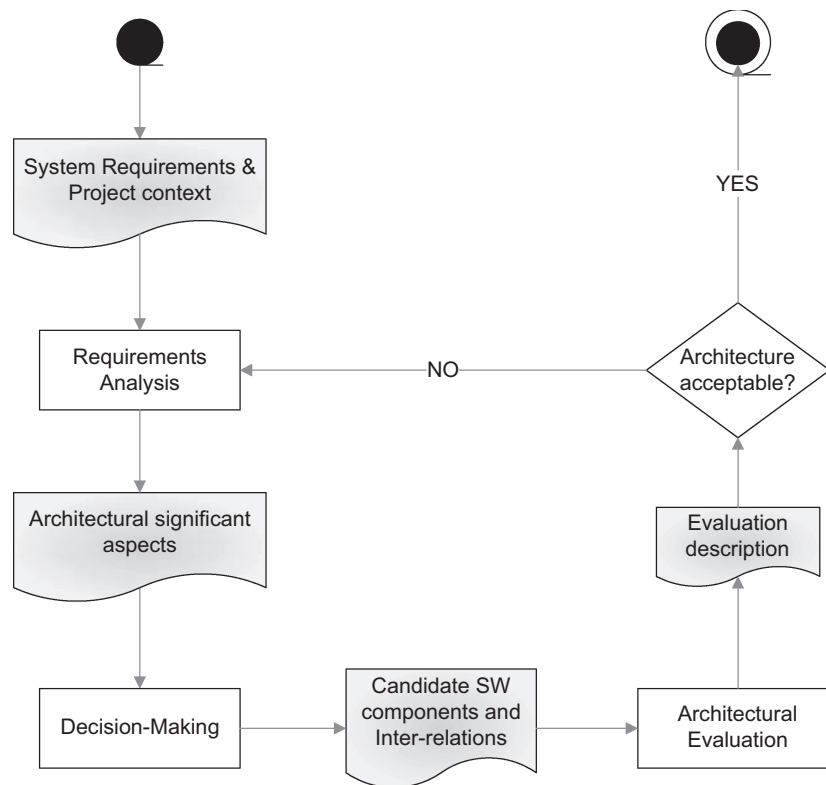 System Requirements &
Project context
YES
Requirements
Analysis
NO
Architecture
acceptable?
Architectural significant
aspects
Evaluation
description
Decision-Making
Candidate SW
components and
Inter-relations
Architectural
Evaluation